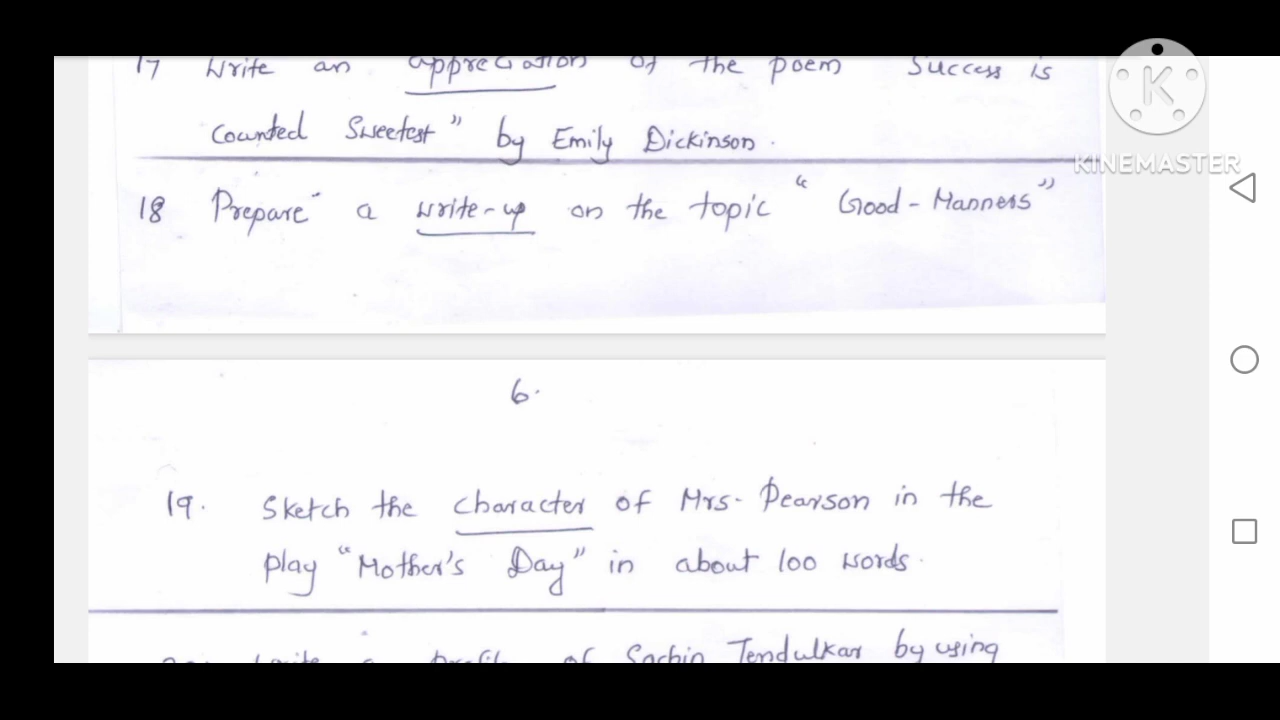 17 Write an appreciation of the poem Success is
Counted Sweetest" by Emily Dickinson.
KINEMASTER
18 Prepare a write-up on the topic "Good-Manners"
6.
19. Sketch the character of Mrs. Pearson in the
play "Mother's Day" in about 100 words.
a profile of Sachin Tendulkar by using